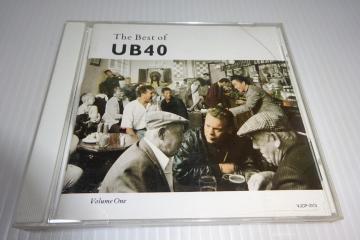 The Best of
UB40
Volume One